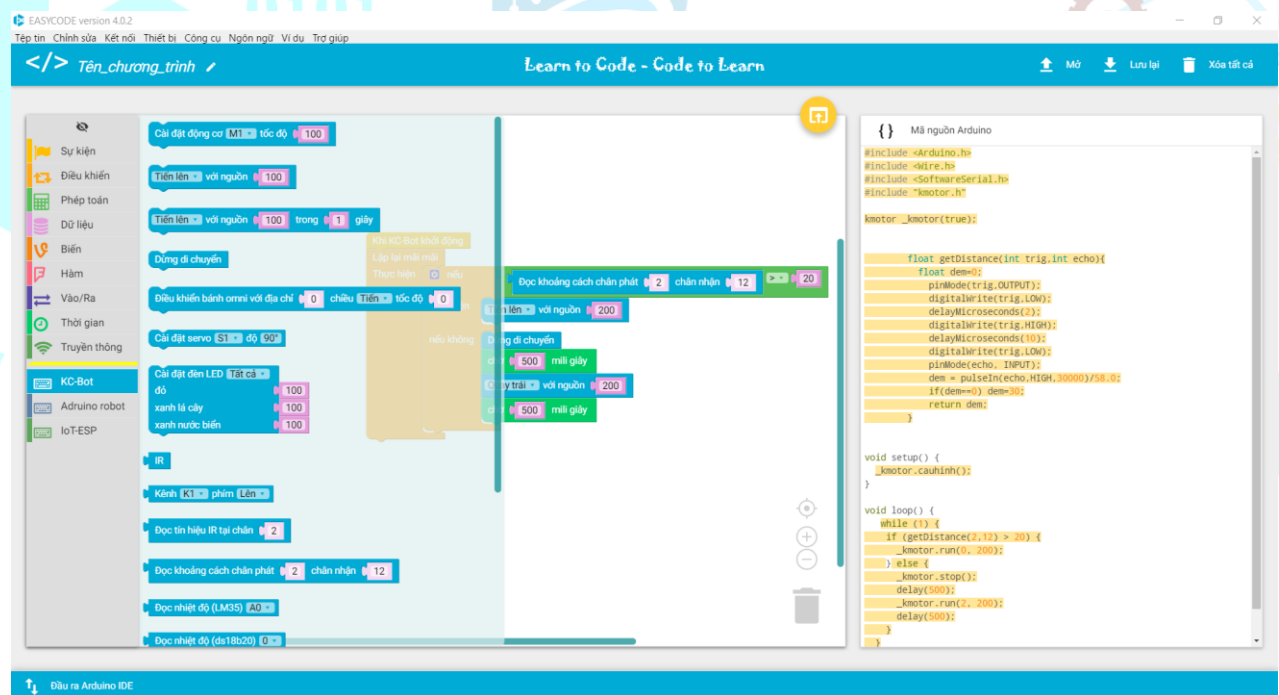 EASYCODE version 4.0.2
Tệp tin Chỉnh sửa Kết nối Thiết bị Công cụ Ngôn ngữ Ví dụ Trợ giúp
</> Tên_chương_trình
Learn to Code - Code to Learn
Mở Lưu lại Xóa tất cả
Sự kiện
Điều khiển
Phép toán
Dữ liệu
Biến
Hàm
Vào/Ra
Thời gian
Truyền thông
KC-Bot
Adruino robot
IoT-ESP
Cài đặt động cơ M1 tốc độ 100
Tiến lên với nguồn 100
Tiến lên với nguồn 100 trong 1 giây
Dừng di chuyển
Điều khiển bánh omni với địa chỉ 0 chiều Tiến tốc độ 0
Cài đặt servo S1 độ 90°
Cài đặt đèn LED Tất cả
đỏ 100
xanh lá cây 100
xanh nước biển 100
IR
Kênh K1 phím Lên
Đọc tín hiệu IR tại chân 2
Đọc khoảng cách chân phát 2 chân nhận 12
Đọc nhiệt độ (LM35) A0
Đọc nhiệt độ (ds18b20) 0
Khi KC-Bot khởi động
Lặp lại mãi mãi
Thực hiện nếu
Đọc khoảng cách chân phát 2 chân nhận 12 > 20
lên với nguồn 200
nếu không
di chuyển
500 mili giây
trái với nguồn 200
500 mili giây
{ } Mã nguồn Arduino
#include <Arduino.h>
#include <Wire.h>
#include <SoftwareSerial.h>
#include "kmotor.h"
kmotor _kmotor(true);
float getDistance(int trig,int echo){
float dem=0;
pinMode(trig,OUTPUT);
digitalWrite(trig,LOW);
delayMicroseconds(2);
digitalWrite(trig,HIGH);
delayMicroseconds(10);
digitalWrite(trig,LOW);
pinMode(echo, INPUT);
dem = pulseIn(echo,HIGH,30000)/58.0;
if(dem==0) dem=30;
return dem;
}
void setup() {
_kmotor.cauhinh();
}
void loop() {
while (1) {
if (getDistance(2,12) > 20) {
_kmotor.run(0, 200);
} else {
_kmotor.stop();
delay(500);
_kmotor.run(2, 200);
delay(500);
}
}
Đầu ra Arduino IDE